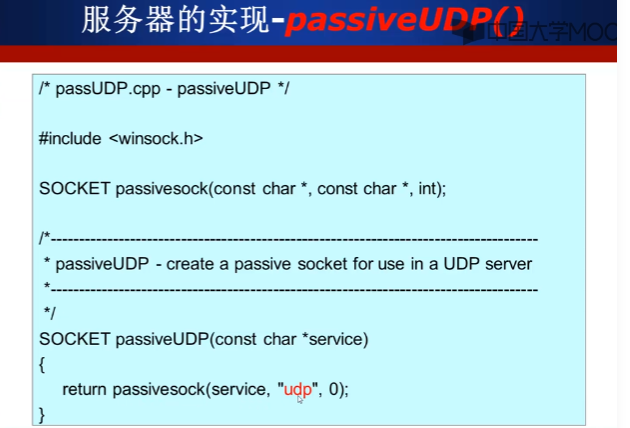 服务器的实现-passiveUDP()
中国大学MOOC
/* passUDP.cpp - passiveUDP */
#include <winsock.h>
SOCKET passivesock(const char *, const char *, int);
/*------------------------------------------------------------------------------------
* passiveUDP - create a passive socket for use in a UDP server
*------------------------------------------------------------------------------------
*/
SOCKET passiveUDP(const char *service)
{
return passivesock(service, "udp", 0);
}